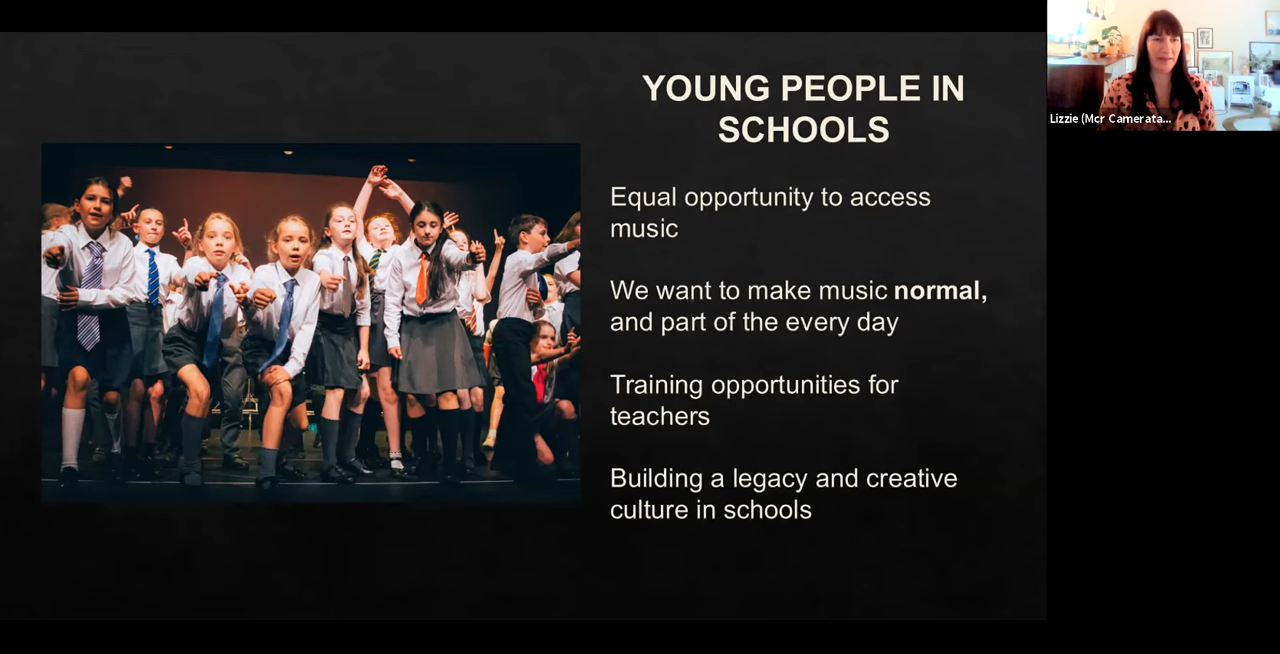 YOUNG PEOPLE IN
SCHOOLS
Equal opportunity to access
music
We want to make music normal,
and part of the every day
Training opportunities for
teachers
Building a legacy and creative
culture in schools
Lizzie (Mcr Camerata...